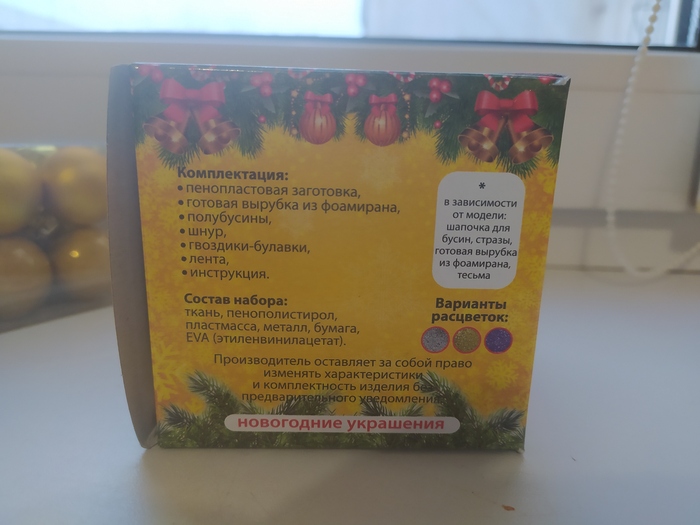 Комплектация:
• пенопластовая заготовка,
• готовая вырубка из фоамирана,
• полубусины,
• шнур,
• гвоздики-булавки,
• лента,
• инструкция.
*
в зависимости
от модели:
шапочка для
бусин, стразы,
готовая вырубка
из фоамирана,
тесьма
Состав набора:
ткань, пенополистирол,
пластмасса, металл, бумага,
EVA (этиленвинилацетат).
Варианты
расцветок:
Производитель оставляет за собой право
изменять характеристики
и комплектность изделия без
предварительного уведомления.
новогодние украшения